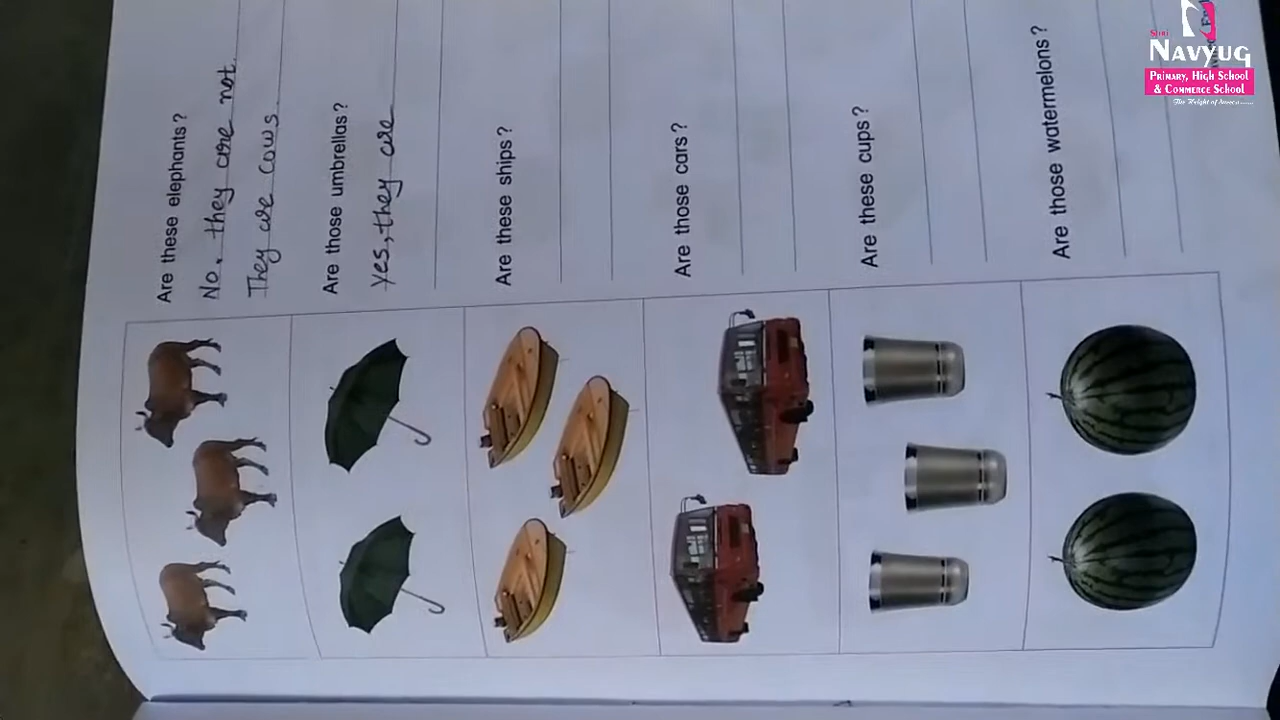 Are these elephants?
No, they are not.
They are cows.
Are those umbrellas?
Yes, they are
Are these ships?
Are those cars?
Are these cups?
Are those watermelons?
Shri
NAVYUG
PRIMARY, HIGH SCHOOL
& COMMERCE SCHOOL